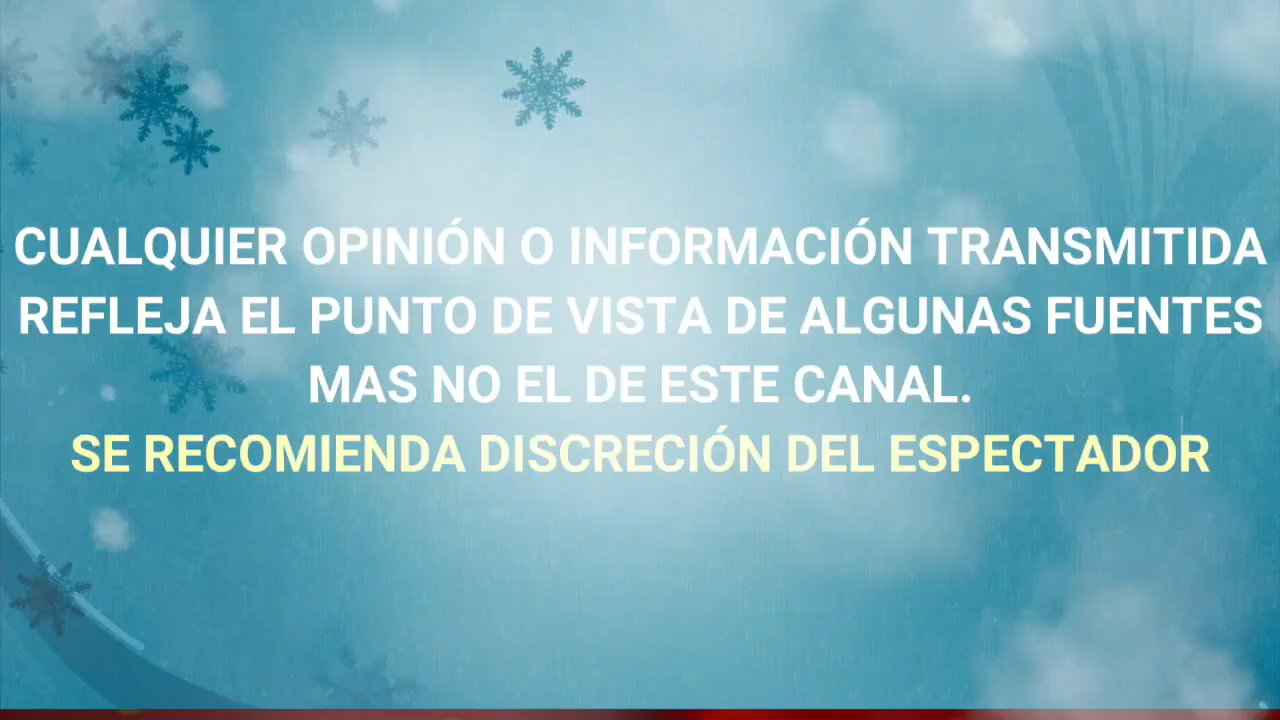 CUALQUIER OPINIÓN O INFORMACIÓN TRANSMITIDA
REFLEJA EL PUNTO DE VISTA DE ALGUNAS FUENTES
MAS NO EL DE ESTE CANAL.
SE RECOMIENDA DISCRECIÓN DEL ESPECTADOR